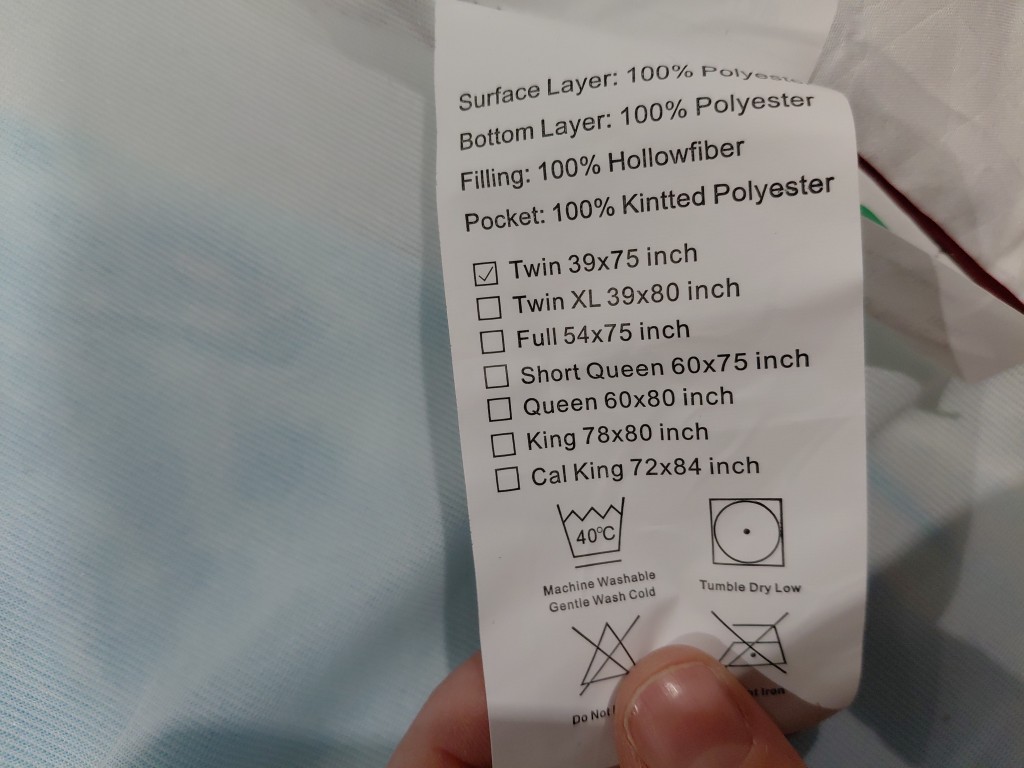 Surface Layer: 100% Polyeste
Bottom Layer: 100% Polyester
Filling: 100% Hollowfiber
Pocket: 100% Kintted Polyester
Twin 39x75 inch
Twin XL 39x80 inch
Full 54x75 inch
Short Queen 60x75 inch
Queen 60x80 inch
King 78x80 inch
Cal King 72x84 inch
40°C
Machine Washable
Gentle Wash Cold
Tumble Dry Low
Do Not
Iron